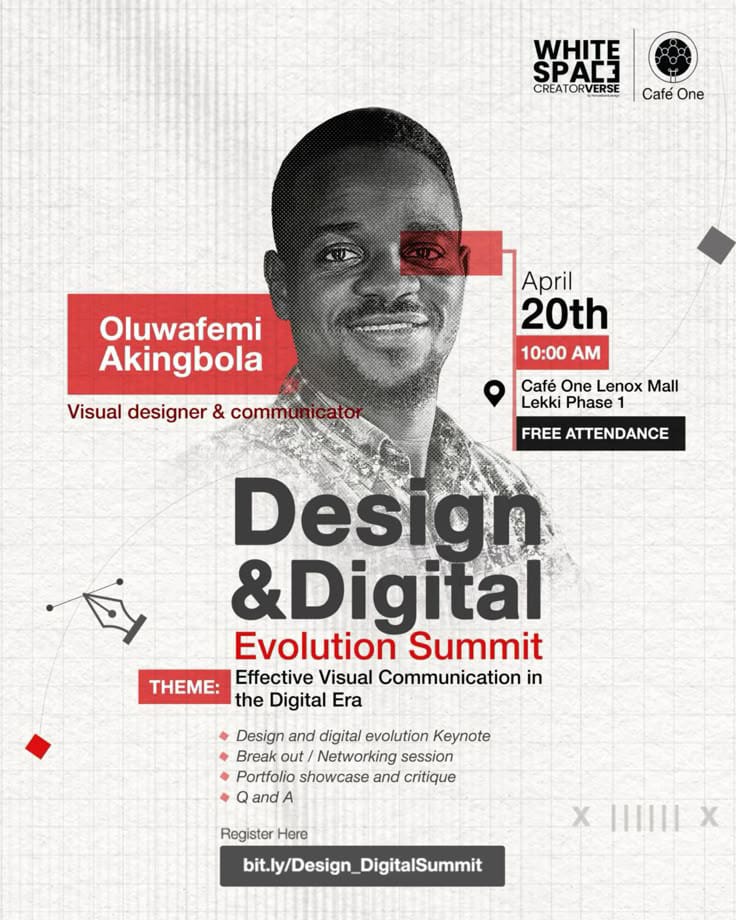 WHITE
SPACE
CREATORVERSE
Café One
April
20th
10:00 AM
Café One Lenox Mall
Lekki Phase 1
FREE ATTENDANCE
Oluwafemi
Akingbola
Visual designer & communicator
Design
&Digital
Evolution Summit
THEME:
Effective Visual Communication in
the Digital Era
Design and digital evolution Keynote
Break out / Networking session
Portfolio showcase and critique
Q and A
X |||||| X
Register Here
bit.ly/Design_DigitalSummit